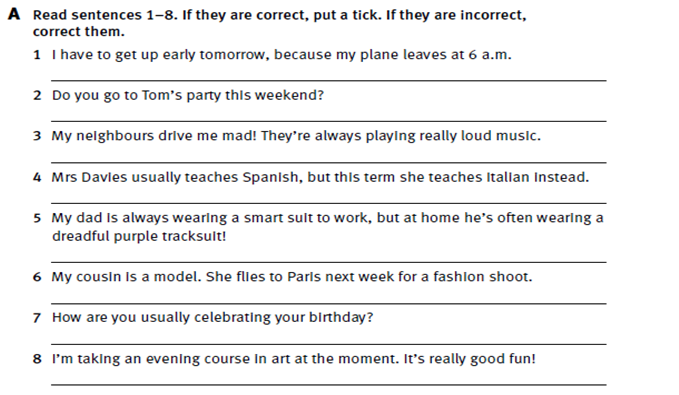 A Read sentences 1–8. If they are correct, put a tick. If they are incorrect,
correct them.
1 I have to get up early tomorrow, because my plane leaves at 6 a.m.
2 Do you go to Tom's party this weekend?
3 My neighbours drive me mad! They're always playing really loud music.
4 Mrs Davies usually teaches Spanish, but this term she teaches Italian instead.
5 My dad is always wearing a smart suit to work, but at home he's often wearing a
dreadful purple tracksuit!
6 My cousin is a model. She flies to Paris next week for a fashion shoot.
7 How are you usually celebrating your birthday?
8 I'm taking an evening course in art at the moment. It's really good fun!